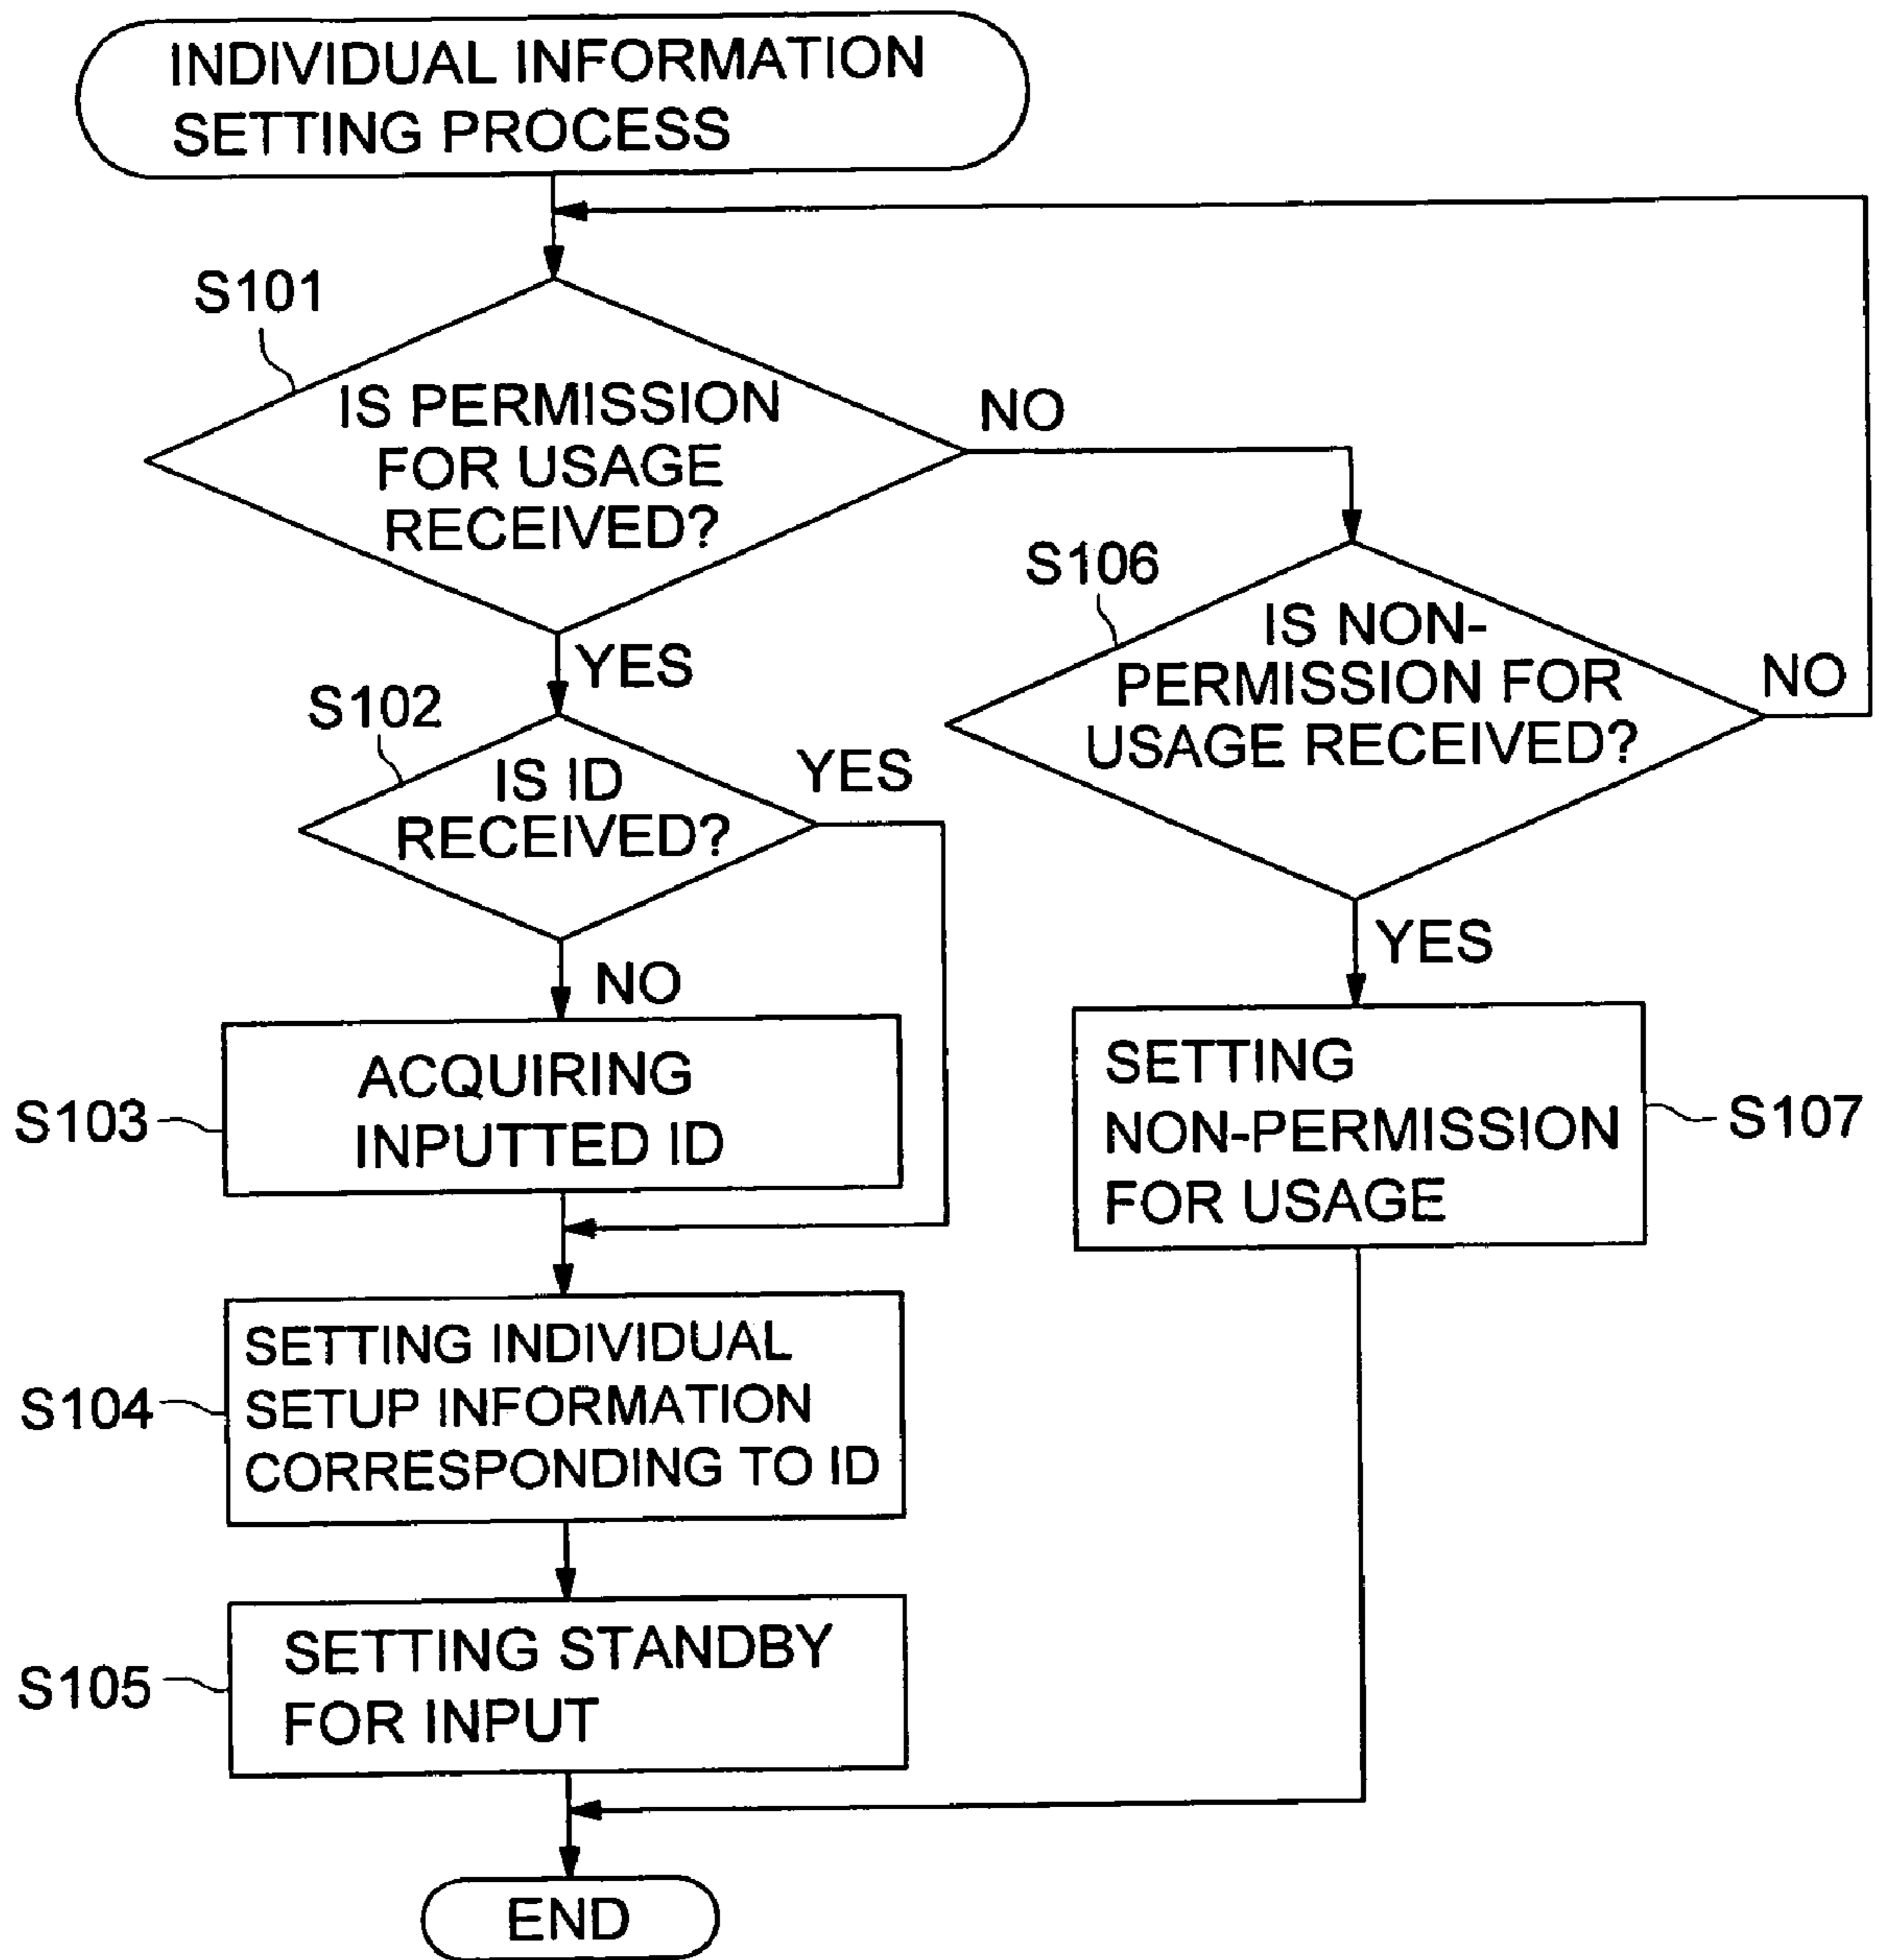 INDIVIDUAL INFORMATION
SETTING PROCESS
S101
IS PERMISSION
FOR USAGE
RECEIVED?
NO
YES
S106
IS NON-
PERMISSION FOR
USAGE RECEIVED?
NO
YES
S102
IS ID
RECEIVED?
YES
NO
S103
ACQUIRING
INPUTTED ID
SETTING
NON-PERMISSION
FOR USAGE
S107
S104
SETTING INDIVIDUAL
SETUP INFORMATION
CORRESPONDING TO ID
S105
SETTING STANDBY
FOR INPUT
END